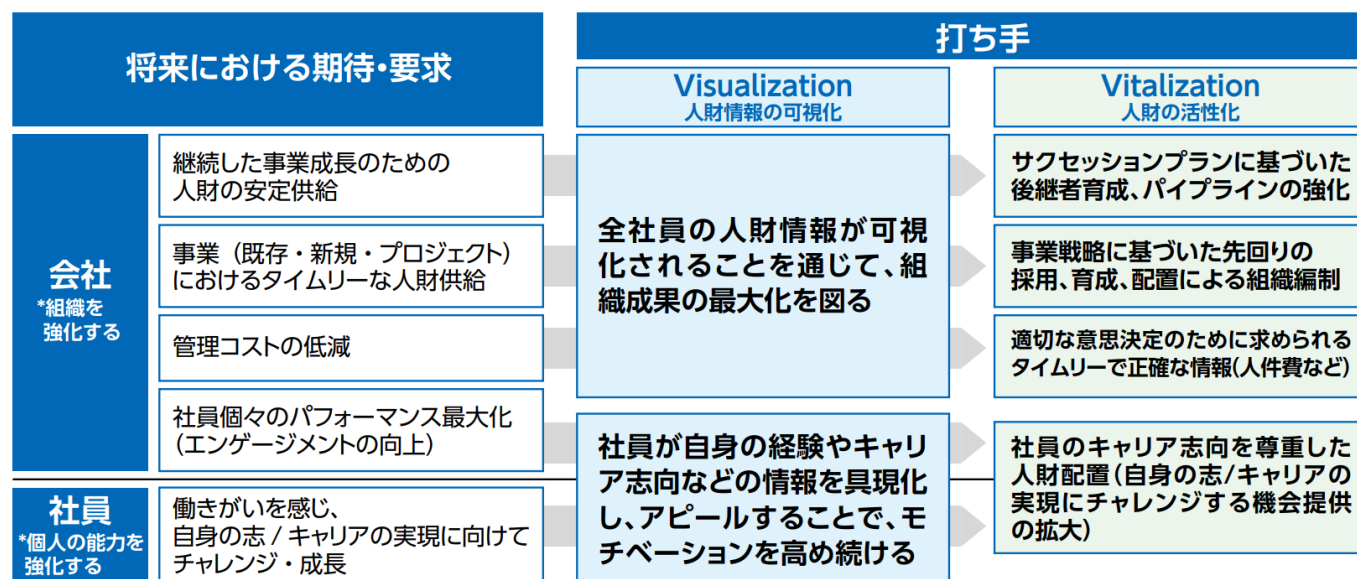 将来における期待・要求
打ち手
Visualization
人財情報の可視化
Vitalization
人財の活性化
会社
*組織を
強化する
継続した事業成長のための
人財の安定供給
事業（既存・新規・プロジェクト）
におけるタイムリーな人財供給
管理コストの低減
社員個々のパフォーマンス最大化
（エンゲージメントの向上）
全社員の人財情報が可視
化されることを通じて、組
織成果の最大化を図る
サクセッションプランに基づいた
後継者育成、パイプラインの強化
事業戦略に基づいた先回りの
採用、育成、配置による組織編制
適切な意思決定のために求められる
タイムリーで正確な情報(人件費など)
社員
*個人の能力を
強化する
働きがいを感じ、
自身の志 / キャリアの実現に向けて
チャレンジ・成長
社員が自身の経験やキャリ
ア志向などの情報を具現化
し、アピールすることで、モ
チベーションを高め続ける
社員のキャリア志向を尊重した
人財配置（自身の志/キャリアの
実現にチャレンジする機会提供
の拡大）